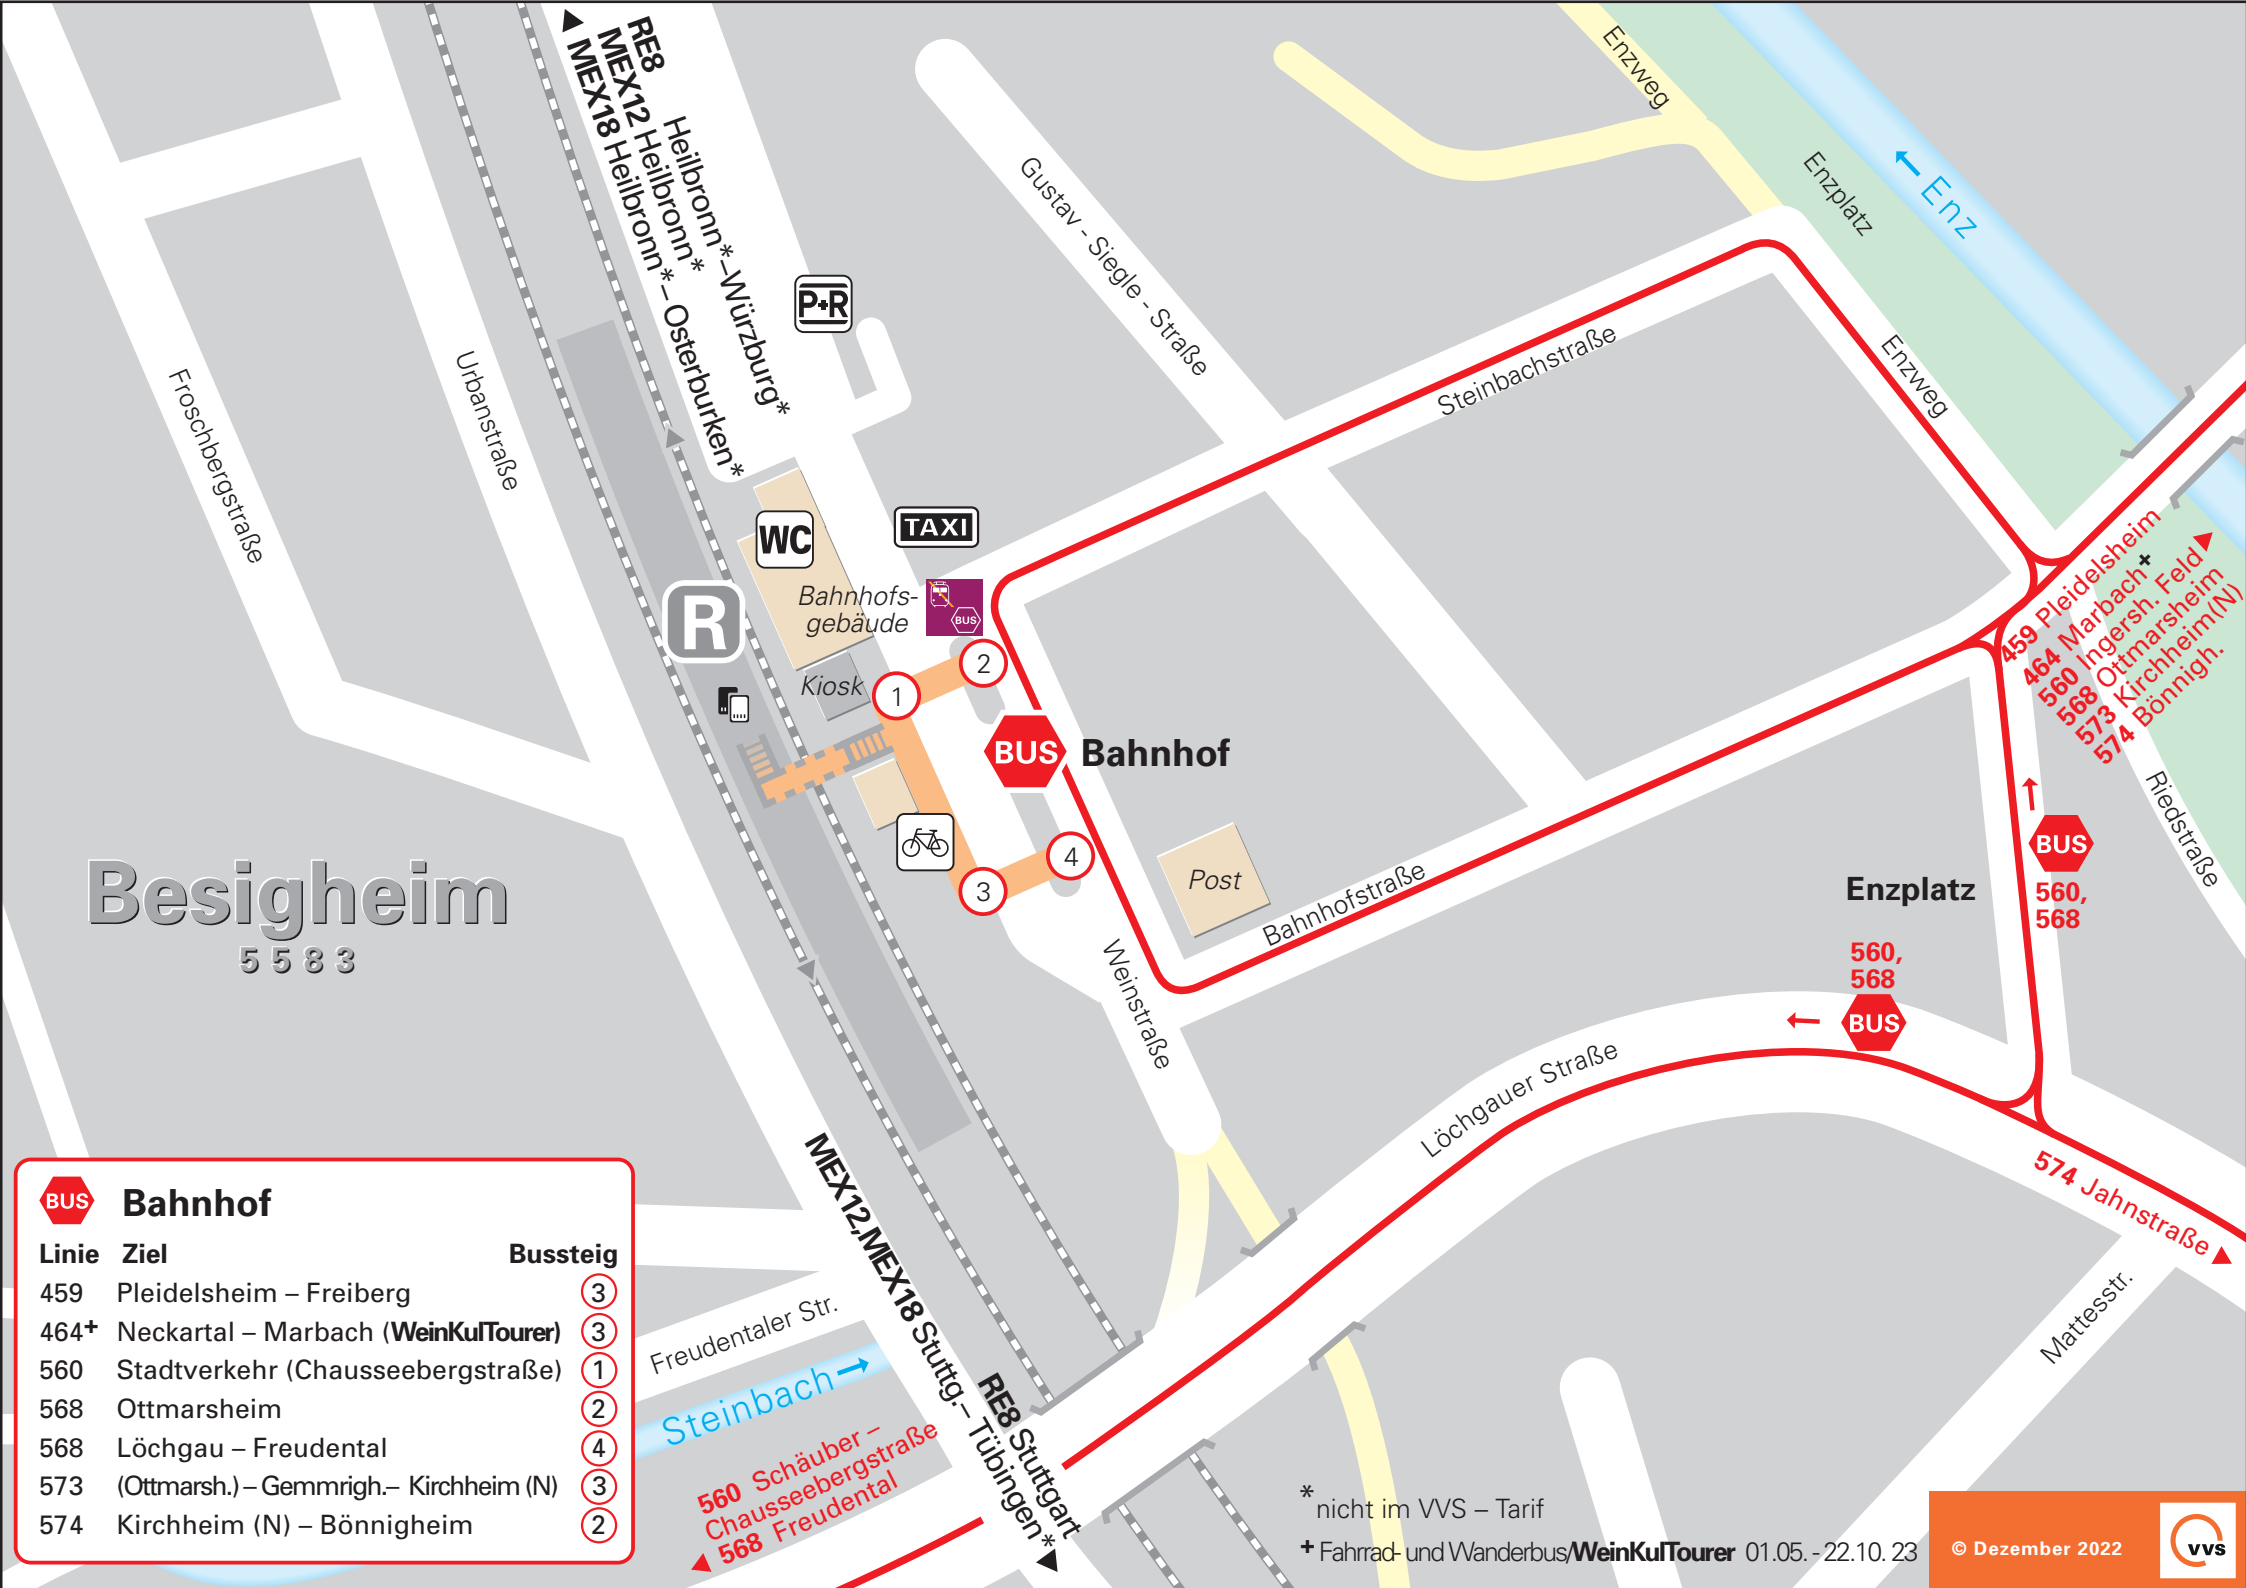 RE8 Heilbronn*–Würzburg*
MEX12 Heilbronn*
MEX18 Heilbronn*– Osterburken*
Enzweg
Enzplatz
Enz
Gustav - Siegle - Straße
P+R
Froschbergstraße
Urbanstraße
Steinbachstraße
Enzweg
TAXI
WC
Bahnhofs-
gebäude
BUS
R
Kiosk
1
2
BUS Bahnhof
3
4
Post
Bahnhofstraße
Weinstraße
459 Pleidelsheim
464 Marbach+
560 Ingersh. Feld
568 Ottmarsheim
573 Kirchheim(N)
574 Bönnigh.
Riedstraße
BUS
560,
568
Enzplatz
560,
568
BUS
Besigheim
5583
Löchgauer Straße
574 Jahnstraße
Mattesstr.
MEX12,MEX18 Stuttg.– Tübingen*
RE8 Stuttgart
Freudentaler Str.
Steinbach
560 Schäuber –
Chausseebergstraße
568 Freudental
BUS Bahnhof
Linie Ziel Bussteig
459 Pleidelsheim – Freiberg 3
464+ Neckartal – Marbach (WeinKulTourer) 3
560 Stadtverkehr (Chausseebergstraße) 1
568 Ottmarsheim 2
568 Löchgau – Freudental 4
573 (Ottmarsh.) – Gemmrigh.– Kirchheim (N) 3
574 Kirchheim (N) – Bönnigheim 2
* nicht im VVS – Tarif
+ Fahrrad- und Wanderbus/WeinKulTourer 01.05. - 22.10. 23
© Dezember 2022
vvs